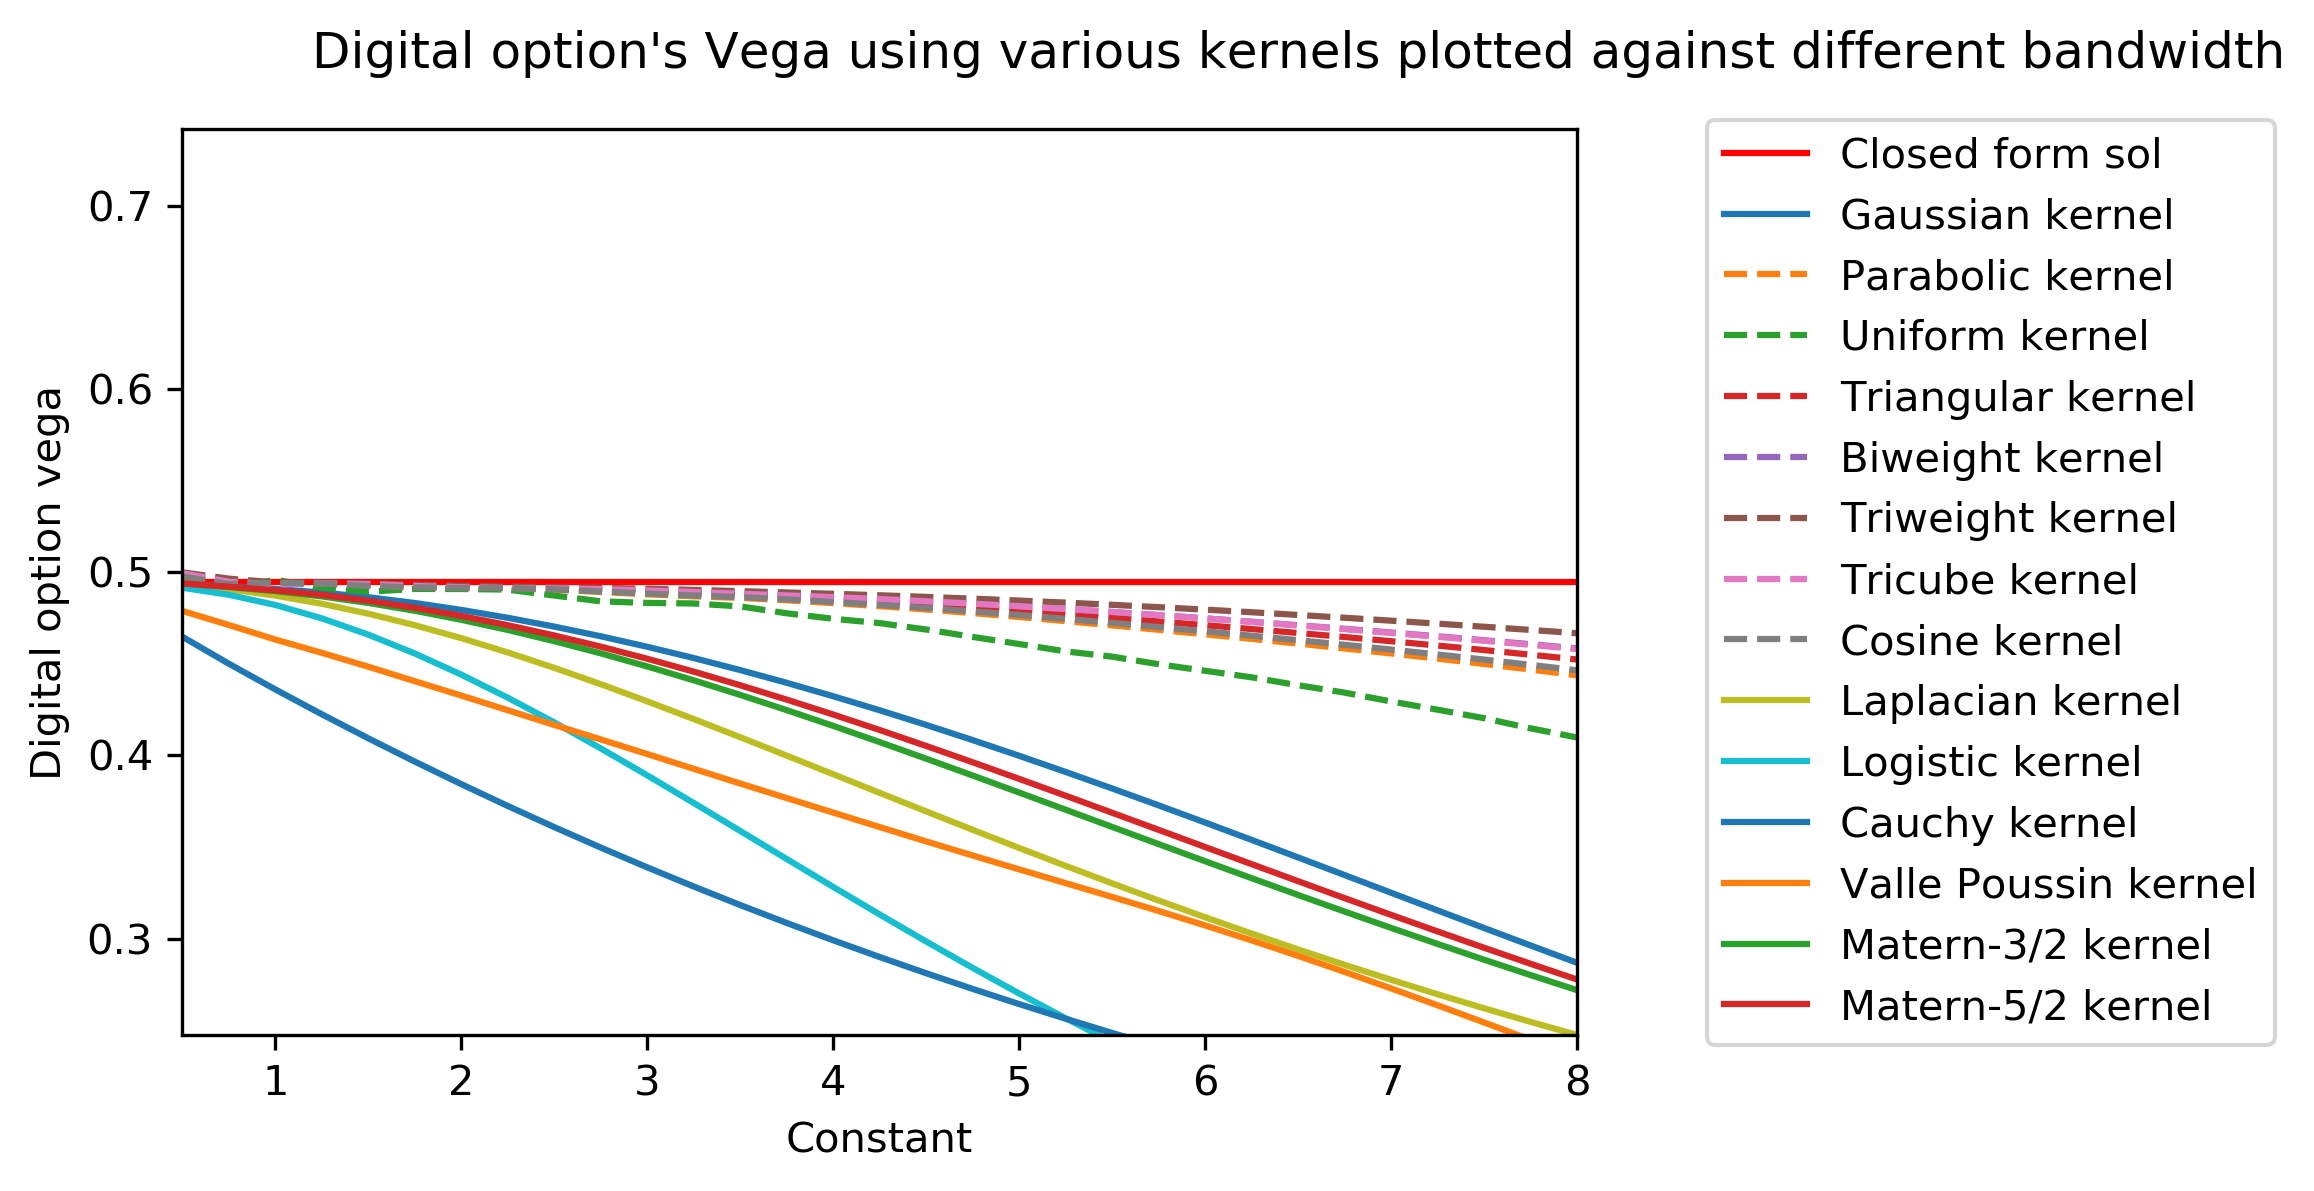 Digital option's Vega using various kernels plotted against different bandwidth
Digital option vega
0.7
0.6
0.5
0.4
0.3
1 2 3 4 5 6 7 8
Constant
Closed form sol
Gaussian kernel
Parabolic kernel
Uniform kernel
Triangular kernel
Biweight kernel
Triweight kernel
Tricube kernel
Cosine kernel
Laplacian kernel
Logistic kernel
Cauchy kernel
Valle Poussin kernel
Matern-3/2 kernel
Matern-5/2 kernel